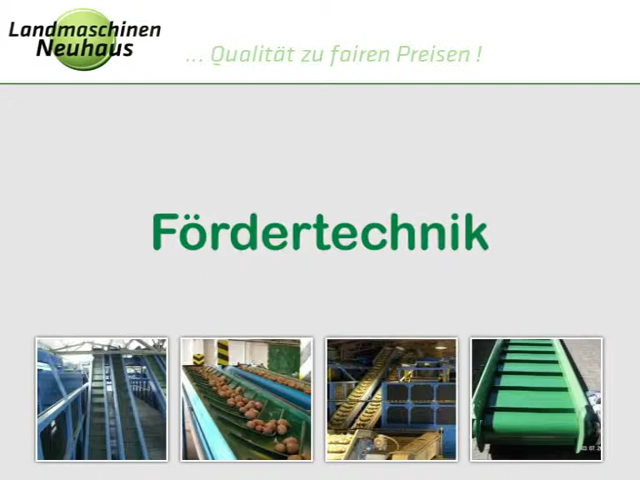 Landmaschinen
Neuhaus
... Qualität zu fairen Preisen !
Fördertechnik